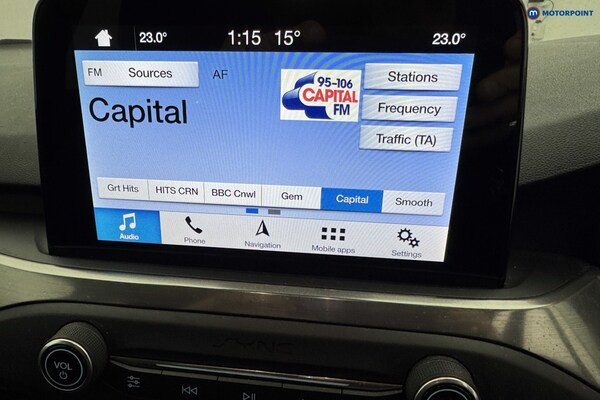 MOTORPOINT
23.0° 1:15 15° 23.0°
FM Sources AF
95-106
CAPITAL
FM
Stations
Frequency
Traffic (TA)
Capital
Grt Hits HITS CRN BBC Cnwl Gem Capital Smooth
Audio Phone Navigation Mobile apps Settings
SYNC
VOL